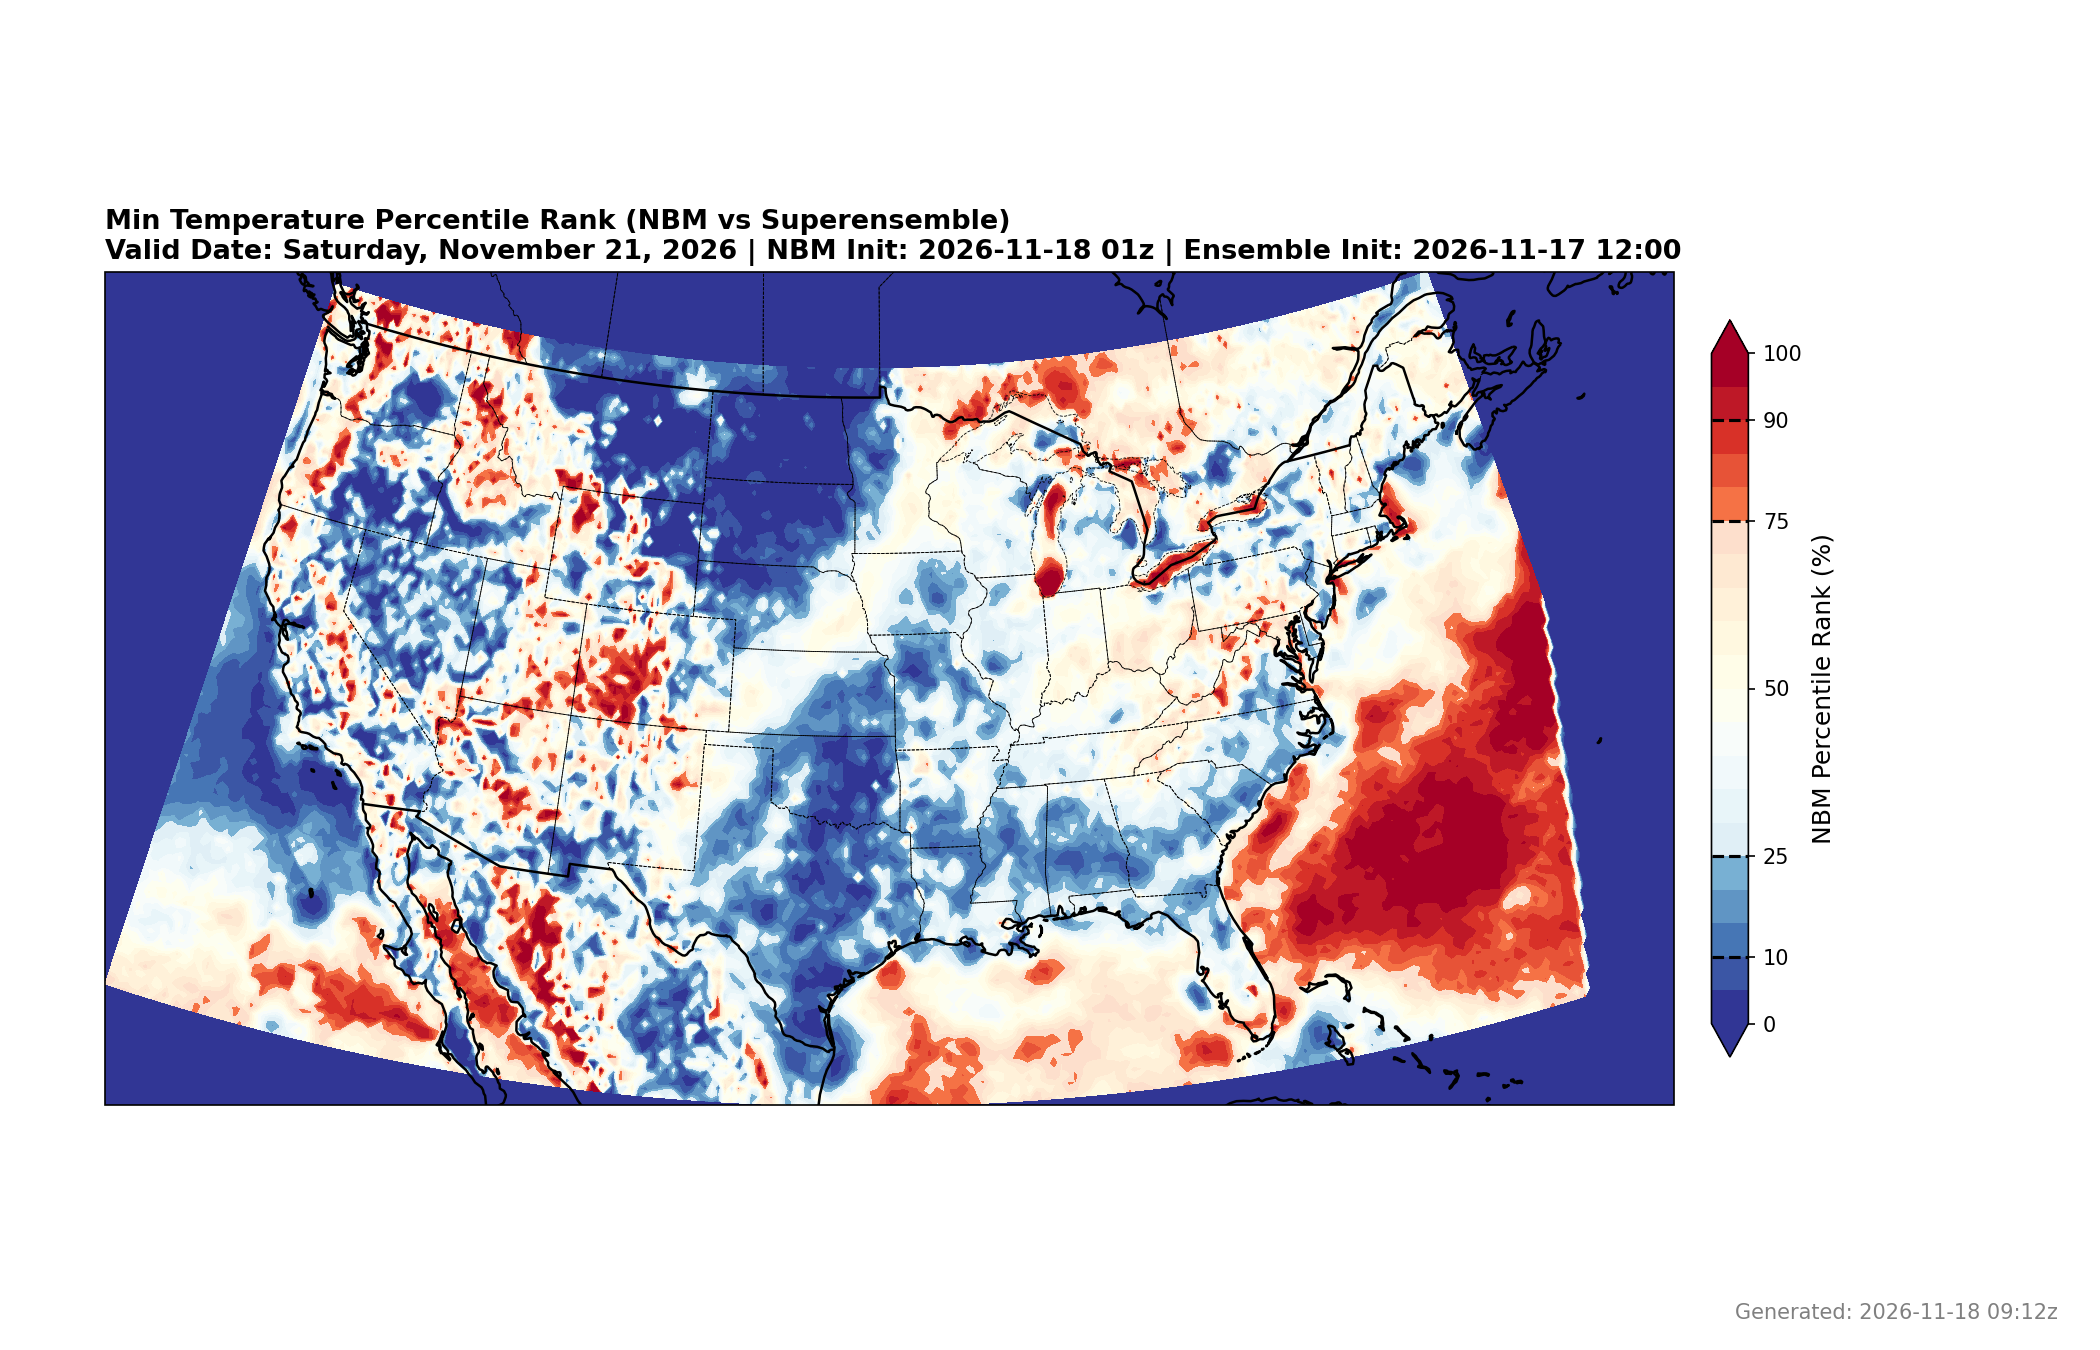 Min Temperature Percentile Rank (NBM vs Superensemble)
Valid Date: Saturday, November 21, 2026 | NBM Init: 2026-11-18 01z | Ensemble Init: 2026-11-17 12:00
100
90
75
50
25
10
0
NBM Percentile Rank (%)
Generated: 2026-11-18 09:12z